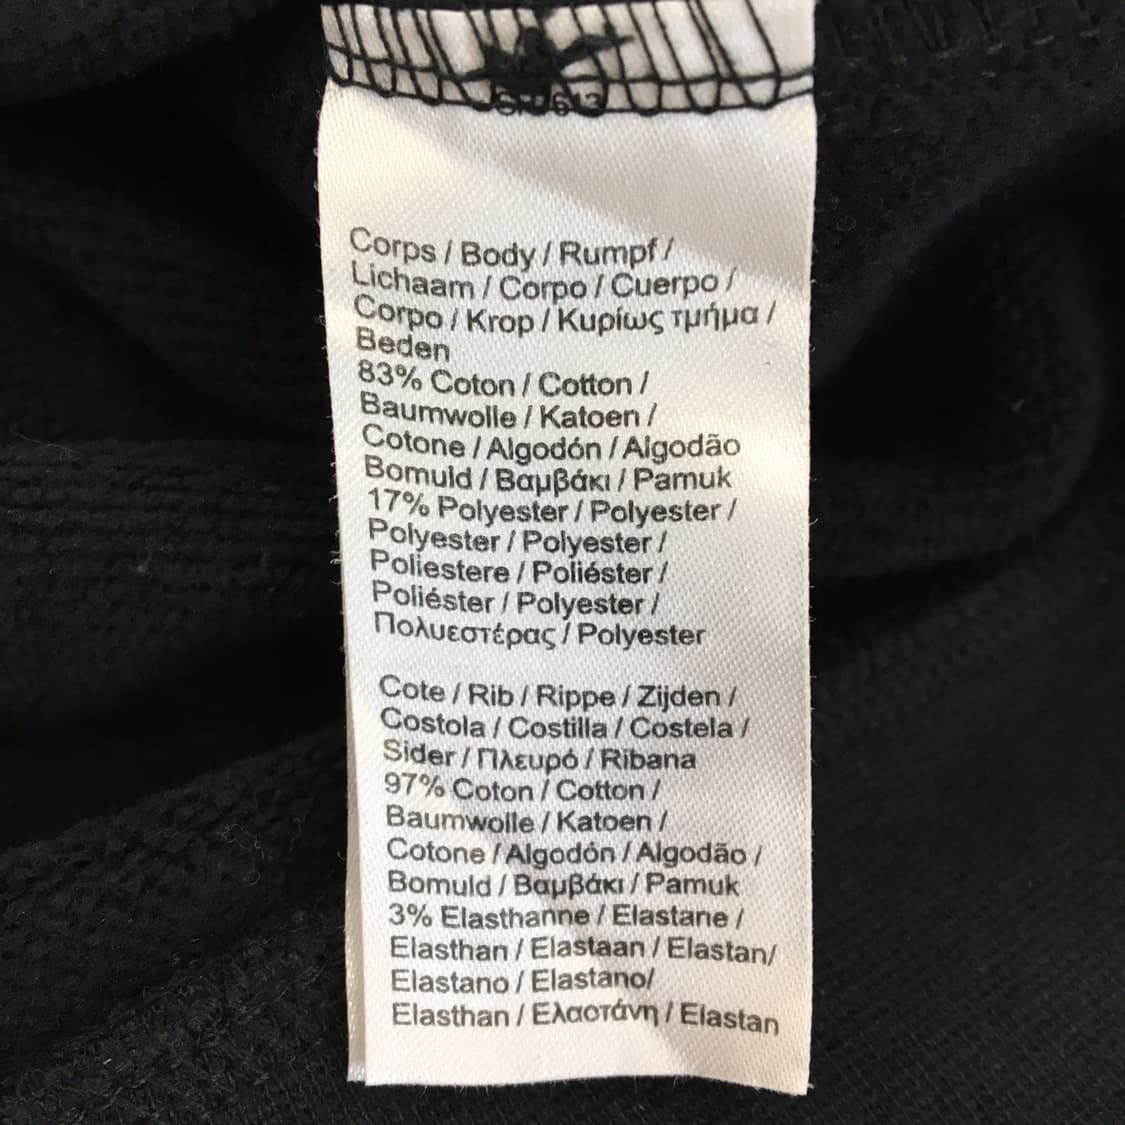 Corps / Body / Rumpf /
Lichaam / Corpo / Cuerpo /
Corpo / Krop / Κυρίως τμήμα /
Beden
83% Coton / Cotton /
Baumwolle / Katoen /
Cotone / Algodón / Algodão
Bomuld / Βαμβάκι / Pamuk
17% Polyester / Polyester /
Polyester / Polyester /
Poliestere / Poliéster /
Poliéster / Polyester /
Πολυεστέρας / Polyester
Cote / Rib / Rippe / Zijden /
Costola / Costilla / Costela /
Sider / Πλευρό / Ribana
97% Coton / Cotton /
Baumwolle / Katoen /
Cotone / Algodón / Algodão /
Bomuld / Βαμβάκι / Pamuk
3% Elasthanne / Elastane /
Elasthan / Elastaan / Elastan/
Elastano / Elastano/
Elasthan / Ελαστάνη / Elastan